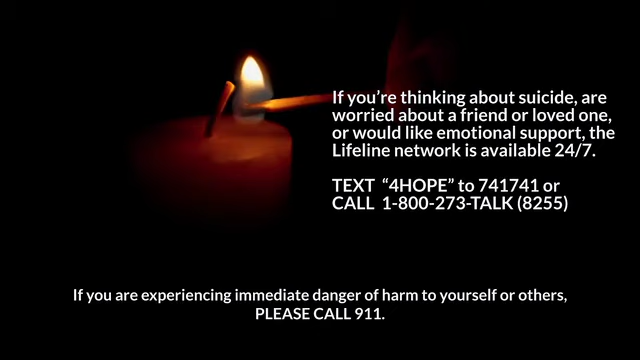 If you're thinking about suicide, are
worried about a friend or loved one,
or would like emotional support, the
Lifeline network is available 24/7.
TEXT “4HOPE” to 741741 or
CALL 1-800-273-TALK (8255)
If you are experiencing immediate danger of harm to yourself or others,
PLEASE CALL 911.